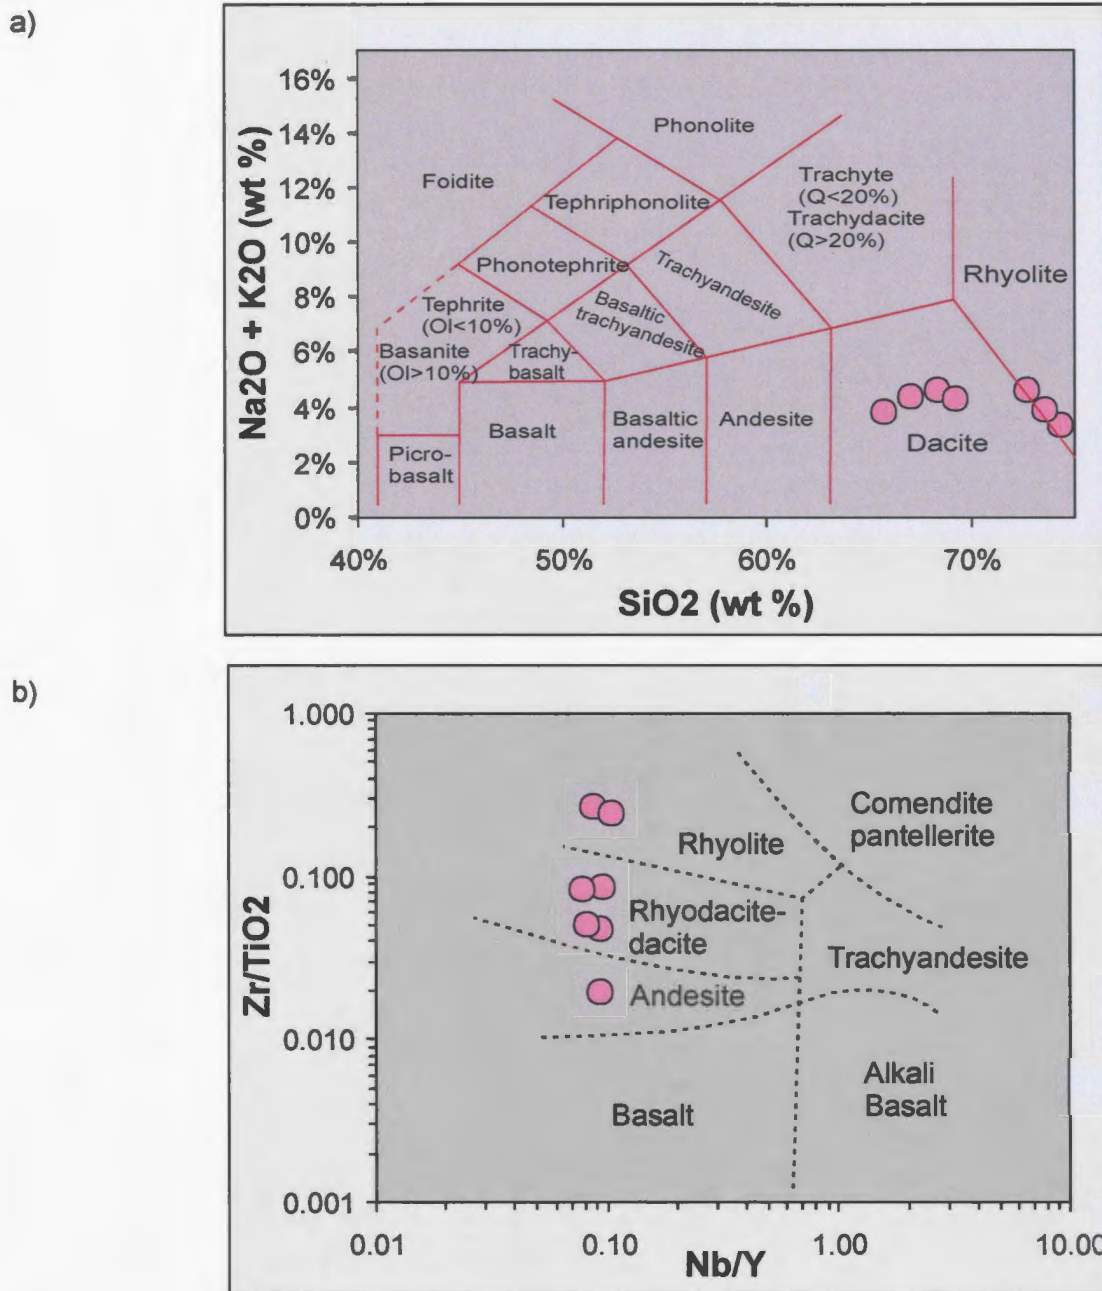 a)
Na2O + K2O (wt %)
16%
14%
12%
10%
8%
6%
4%
2%
0%
Phonolite
Foidite
Trachyte
(Q<20%)
Trachydacite
(Q>20%)
Tephriphonolite
Rhyolite
Phonotephrite
Trachyandesite
Tephrite
(Ol<10%)
Basaltic
trachyandesite
Basanite
(Ol>10%)
Trachy-
basalt
Basalt
Basaltic
andesite
Andesite
Dacite
Picro-
basalt
40%
50%
60%
70%
SiO2 (wt %)
b)
Zr/TiO2
1.000
0.100
0.010
0.001
Comendite
pantellerite
Rhyolite
Rhyodacite-
dacite
Trachyandesite
Andesite
Alkali
Basalt
Basalt
0.01
0.10
1.00
10.00
Nb/Y